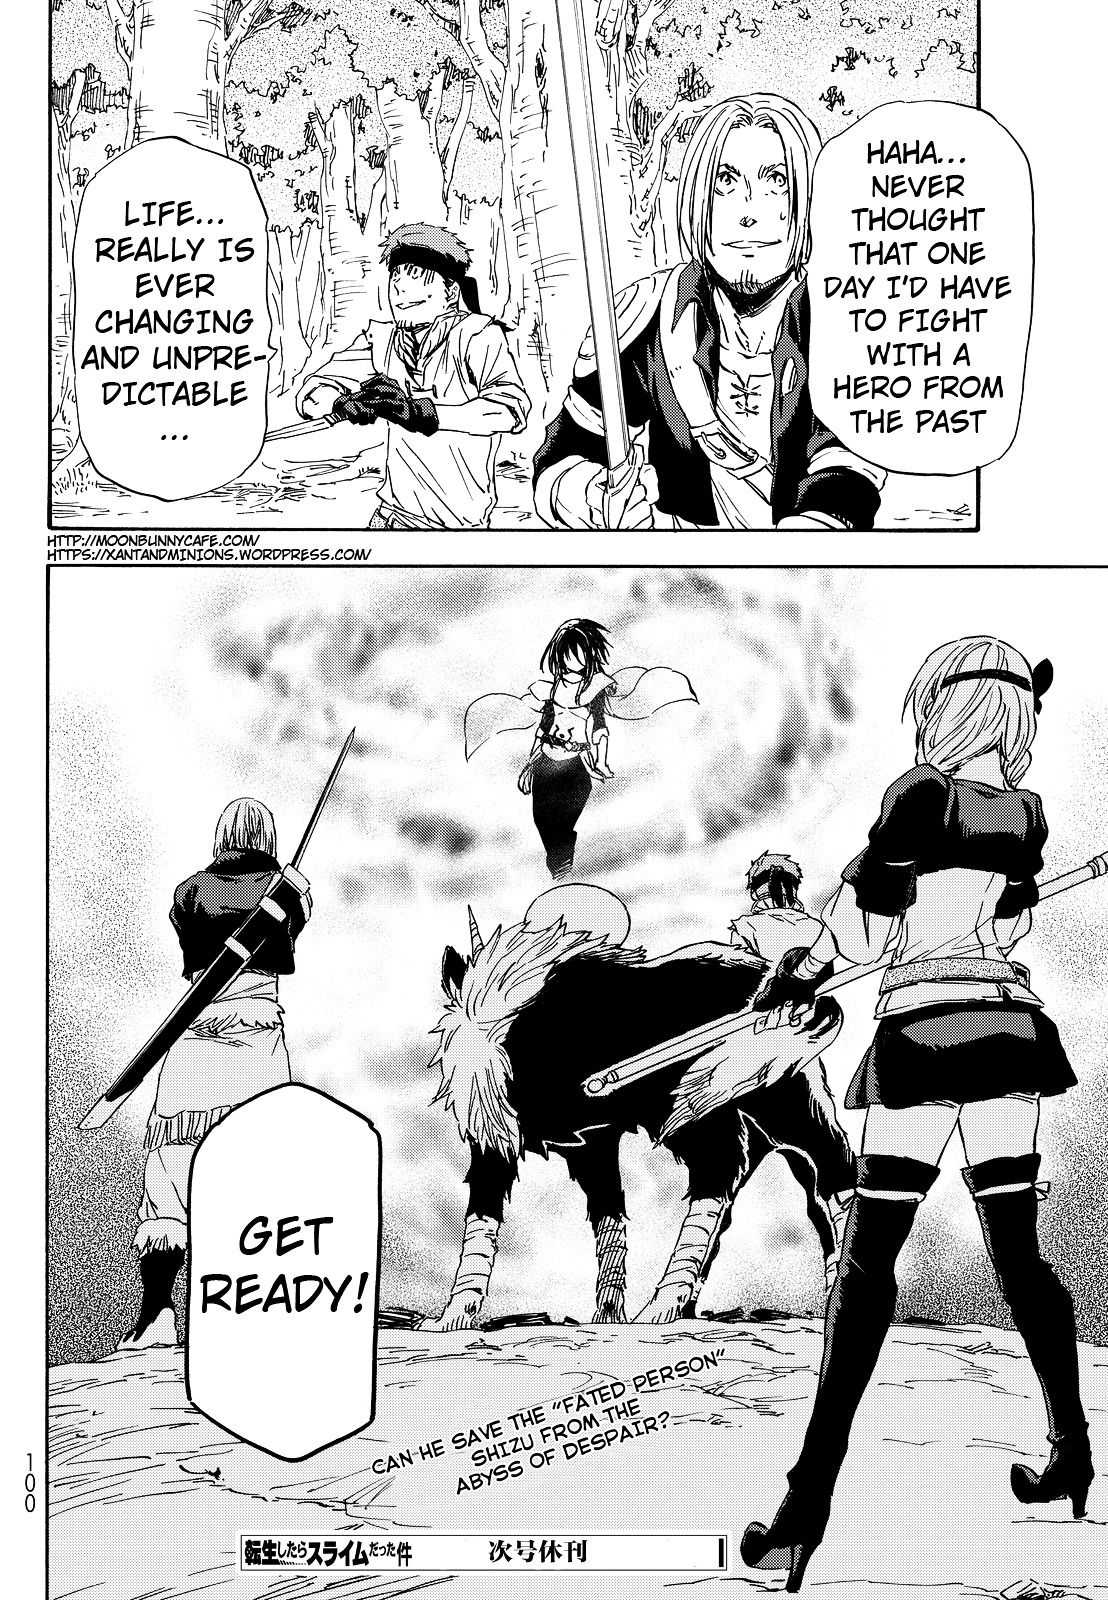 HAHA...
NEVER
THOUGHT
THAT ONE
DAY I'D HAVE
TO FIGHT
WITH A
HERO FROM
THE PAST
LIFE...
REALLY IS
EVER
CHANGING
AND UNPRE-
DICTABLE
...
HTTP://MOONBUNNYCAFE.COM/
HTTPS://XANTANDMINIONS.WORDPRESS.COM/
GET
READY!
CAN HE SAVE THE "FATED PERSON"
SHIZU FROM THE
ABYSS OF DESPAIR?
転生したらスライムだった件 次号休刊
100